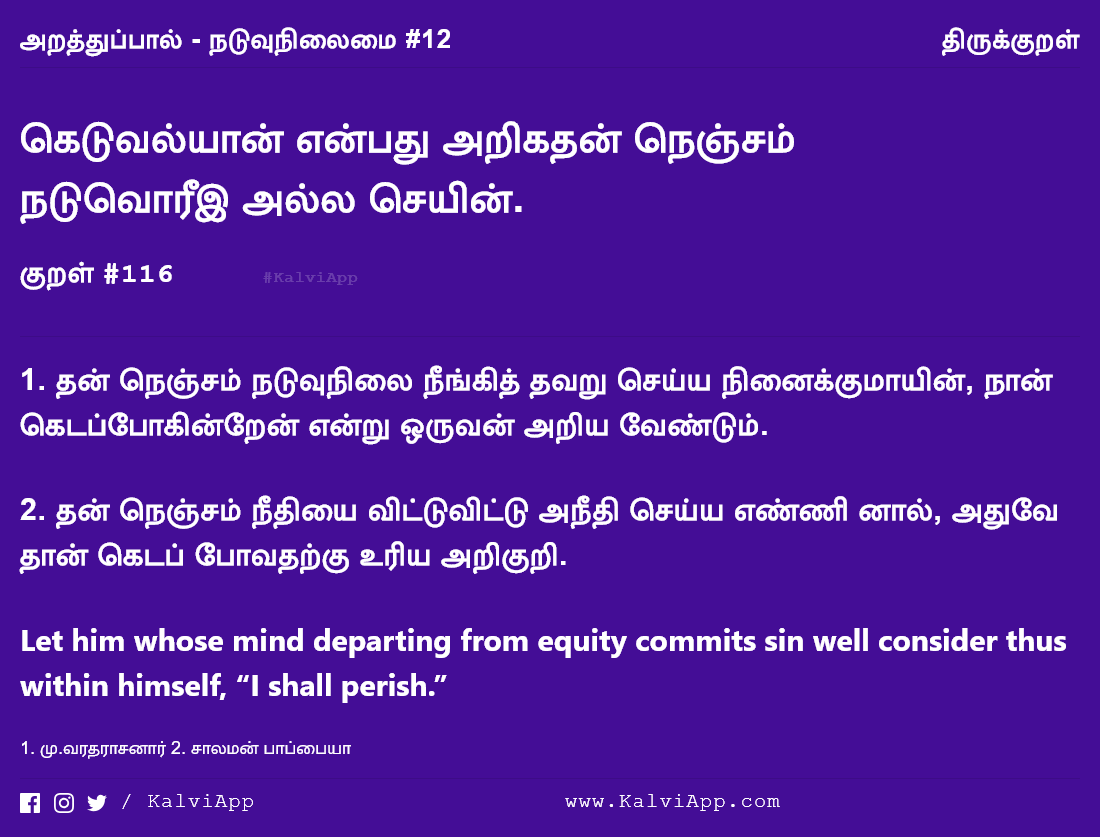 அறத்துப்பால் - நடுவுநிலைமை #12
திருக்குறள்
கெடுவல்யான் என்பது அறிகதன் நெஞ்சம்
நடுவொரீஇ அல்ல செயின்.
குறள் #116
#KalviApp
1. தன் நெஞ்சம் நடுவுநிலை நீங்கித் தவறு செய்ய நினைக்குமாயின், நான்
கெடப்போகின்றேன் என்று ஒருவன் அறிய வேண்டும்.
2. தன் நெஞ்சம் நீதியை விட்டுவிட்டு அநீதி செய்ய எண்ணி னால், அதுவே
தான் கெடப் போவதற்கு உரிய அறிகுறி.
Let him whose mind departing from equity commits sin well consider thus
within himself, “I shall perish.”
1. மு.வரதராசனார் 2. சாலமன் பாப்பையா
/ KalviApp
www.KalviApp.com